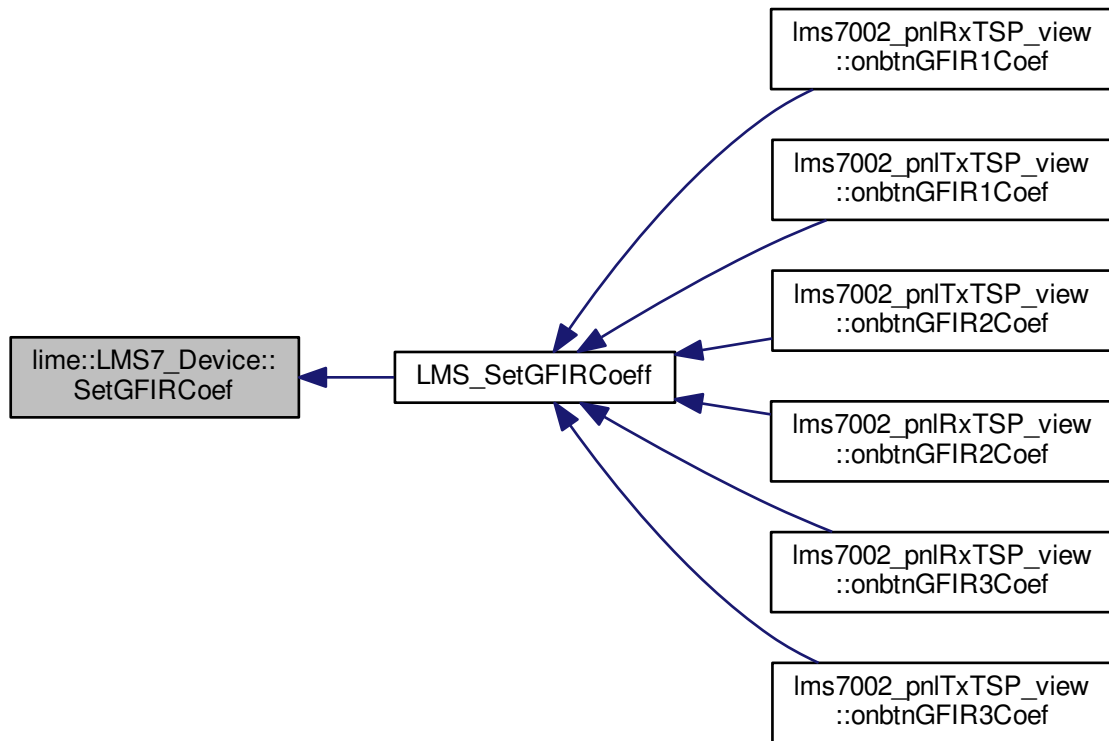 lime::LMS7_Device::
SetGFIRCoef
LMS_SetGFIRCoeff
lms7002_pnlRxTSP_view
::onbtnGFIR1Coef
lms7002_pnlTxTSP_view
::onbtnGFIR1Coef
lms7002_pnlTxTSP_view
::onbtnGFIR2Coef
lms7002_pnlRxTSP_view
::onbtnGFIR2Coef
lms7002_pnlRxTSP_view
::onbtnGFIR3Coef
lms7002_pnlTxTSP_view
::onbtnGFIR3Coef